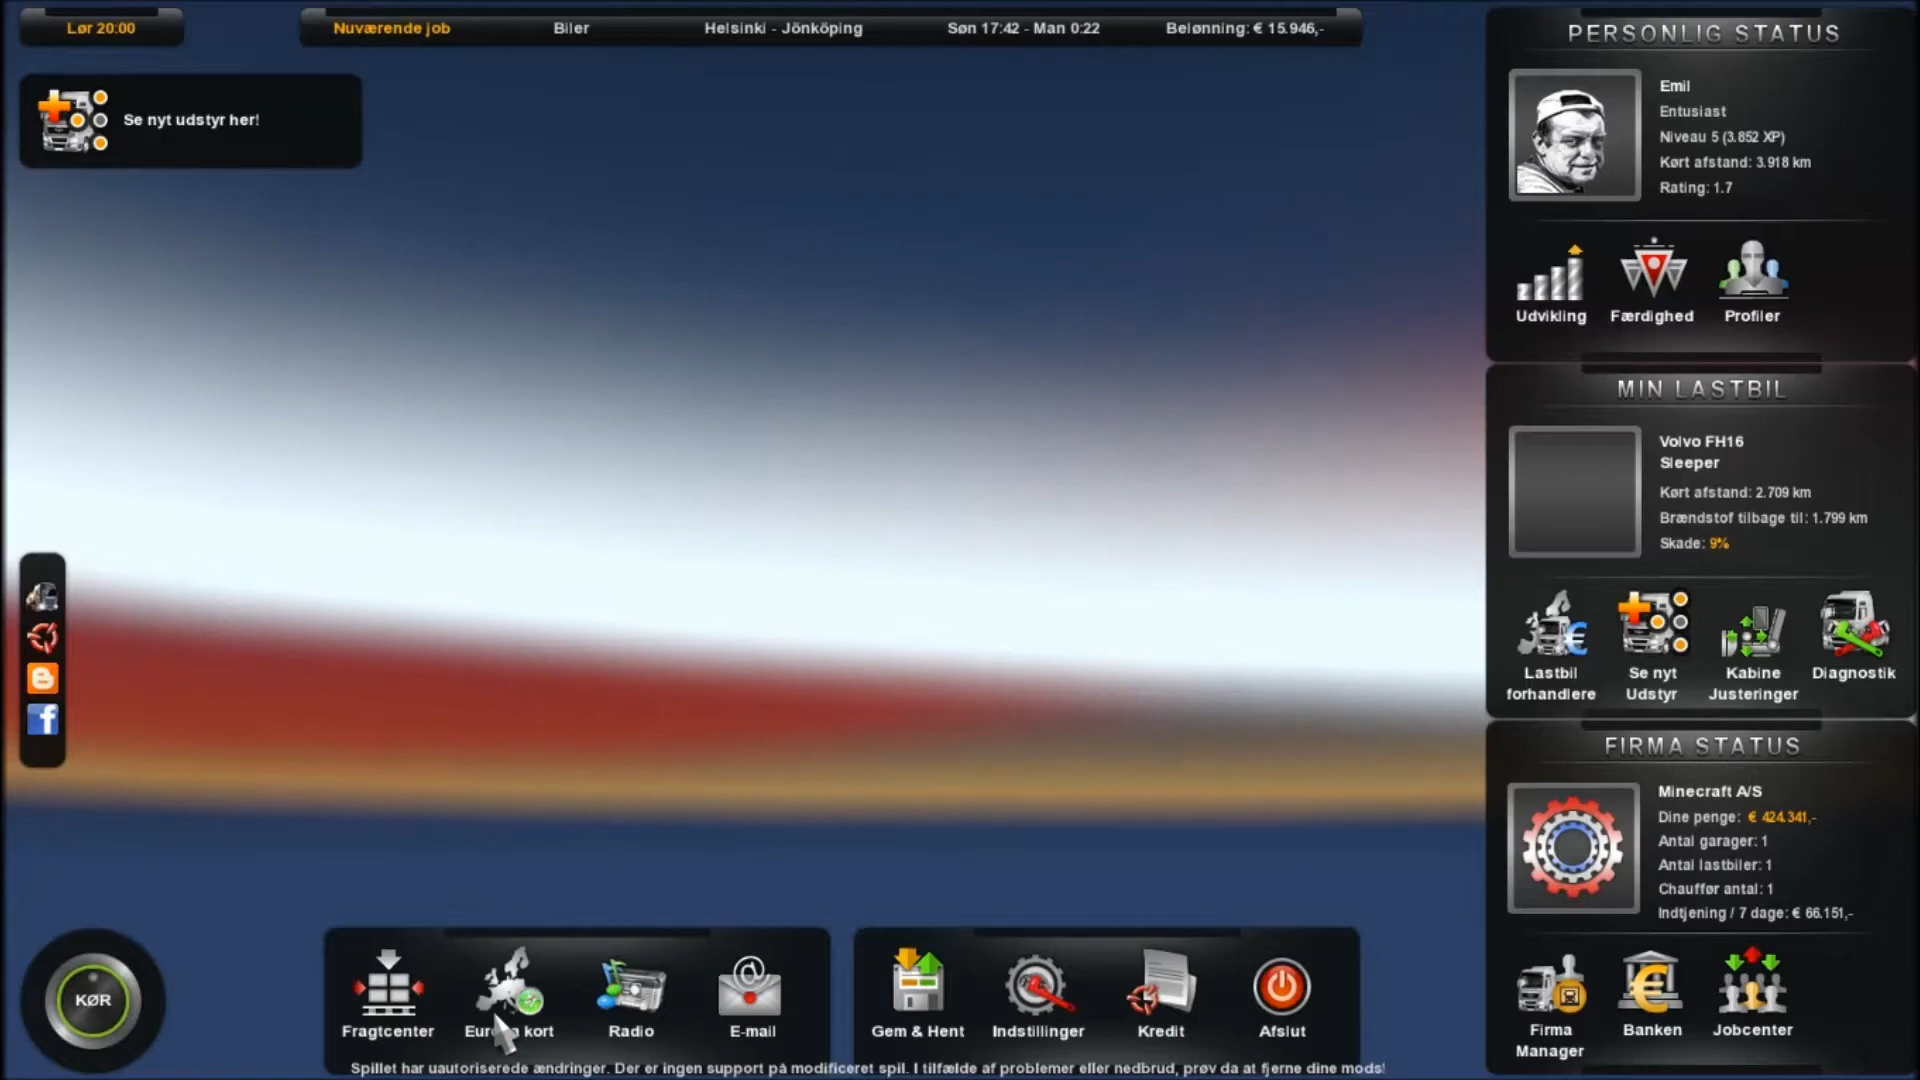 Lør 20:00
Nuværende job Biler Helsinki - Jönköping Søn 17:42 - Man 0:22 Belønning: € 15.946,-
Se nyt udstyr her!
PERSONLIG STATUS
Emil
Entusiast
Niveau 5 (3.852 XP)
Kørt afstand: 3.918 km
Rating: 1.7
Udvikling Færdighed Profiler
MIN LASTBIL
Volvo FH16
Sleeper
Kørt afstand: 2.709 km
Brændstof tilbage til: 1.799 km
Skade: 9%
Lastbil forhandlere
Se nyt Udstyr
Kabine Justeringer
Diagnostik
FIRMA STATUS
Minecraft A/S
Dine penge: € 424.341,-
Antal garager: 1
Antal lastbiler: 1
Chauffør antal: 1
Indtjening / 7 dage: € 66.151,-
Firma Manager
Banken
Jobcenter
KØR
Fragtcenter
kort
Radio
E-mail
Gem & Hent
Indstillinger
Kredit
Afslut
Spillet har uautoriserede ændringer. Der er ingen support på modificeret spil. I tilfælde af problemer eller nedbrud, prøv da at fjerne dine mods!